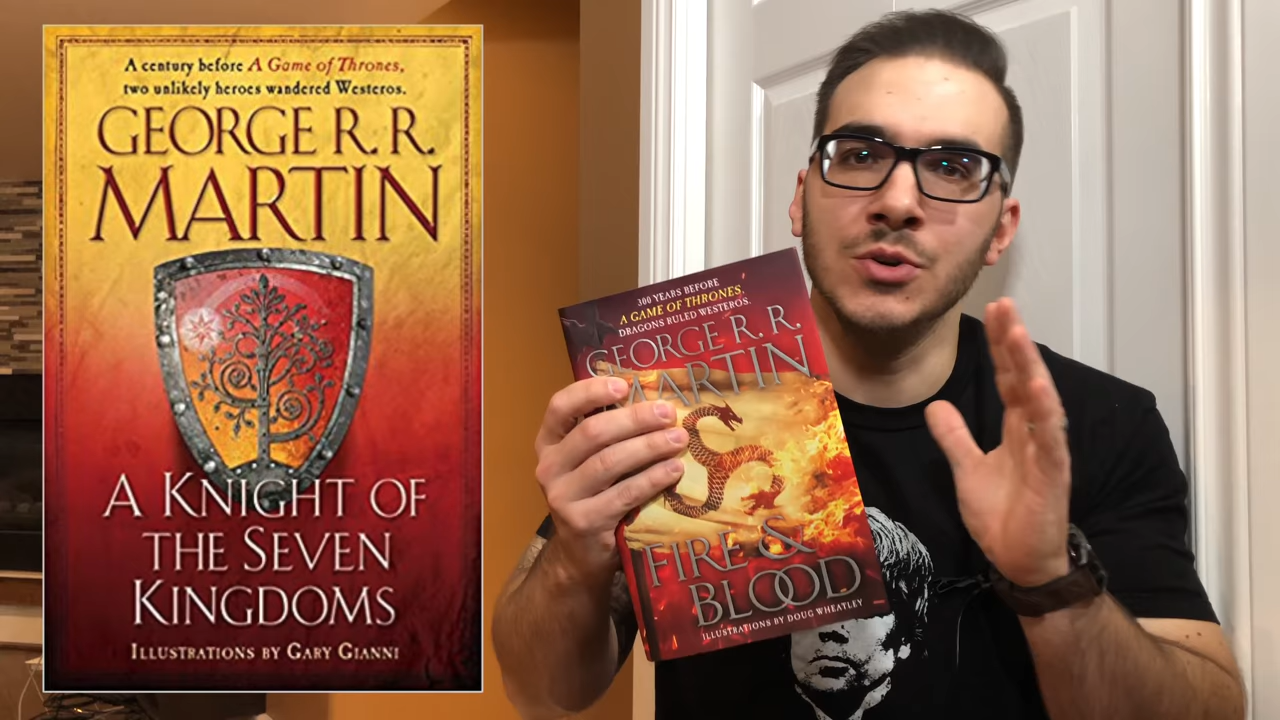 A century before A Game of Thrones,
two unlikely heroes wandered Westeros.
GEORGE R. R.
MARTIN
A KNIGHT OF
THE SEVEN
KINGDOMS
ILLUSTRATIONS BY GARY GIANNI
300 YEARS BEFORE
A GAME OF THRONES,
DRAGONS RULED WESTEROS.
GEORGE R. R.
MARTIN
FIRE &
BLOOD
ILLUSTRATIONS BY DOUG WHEATLEY